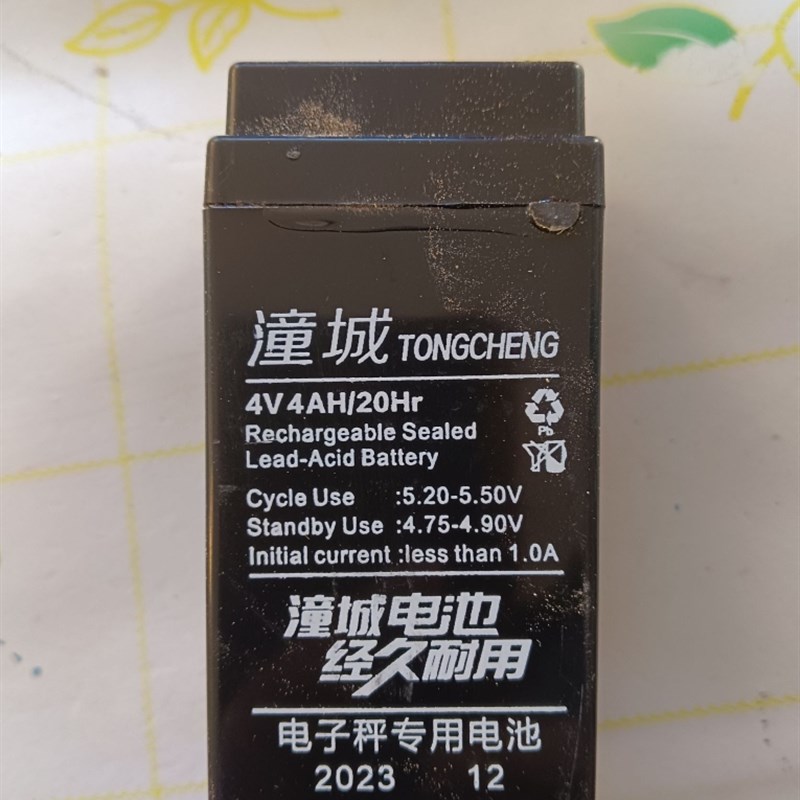 潼城 TONGCHENG
4V4AH/20Hr
Rechargeable Sealed
Lead-Acid Battery
Pb
Cycle Use :5.20-5.50V
Standby Use :4.75-4.90V
Initial current :less than 1.0A
潼城电池
经久耐用
电子秤专用电池
2023 12